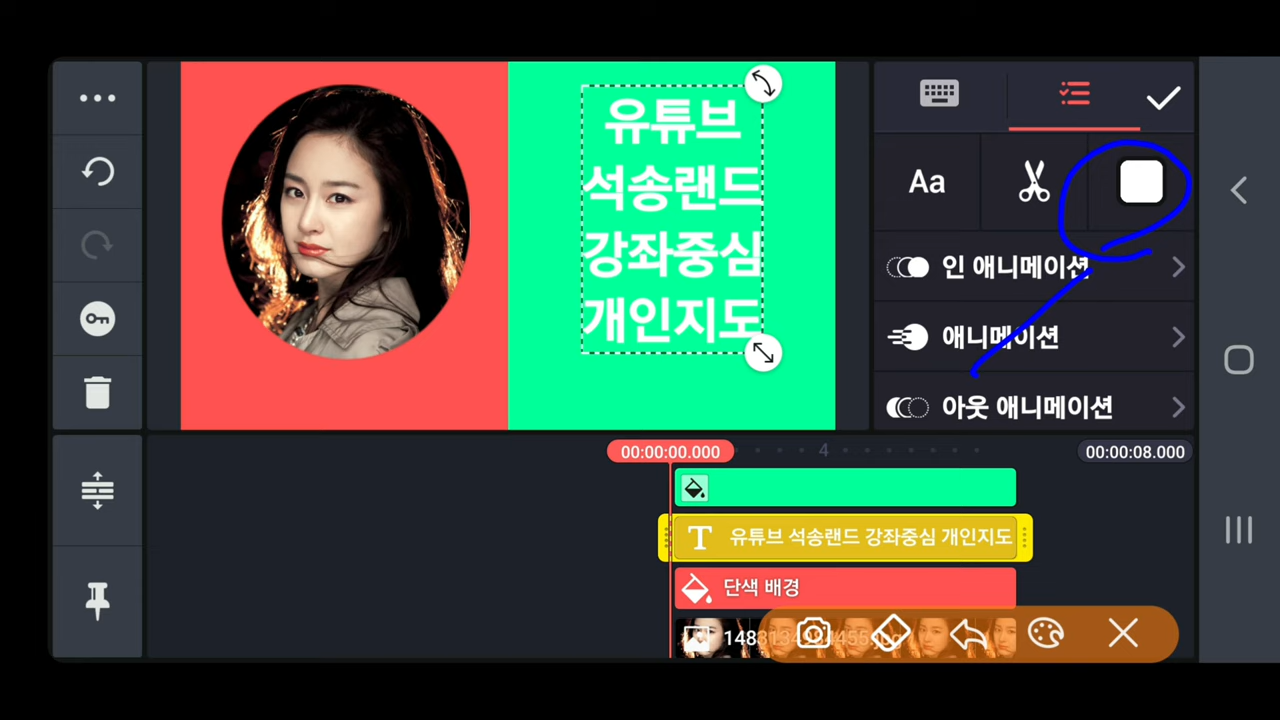 유튜브
석송랜드
강좌중심
개인지도
Aa
인 애니메이션
애니메이션
아웃 애니메이션
00:00:00.000
4
00:00:08.000
T 유튜브 석송랜드 강좌중심 개인지도
단색 배경